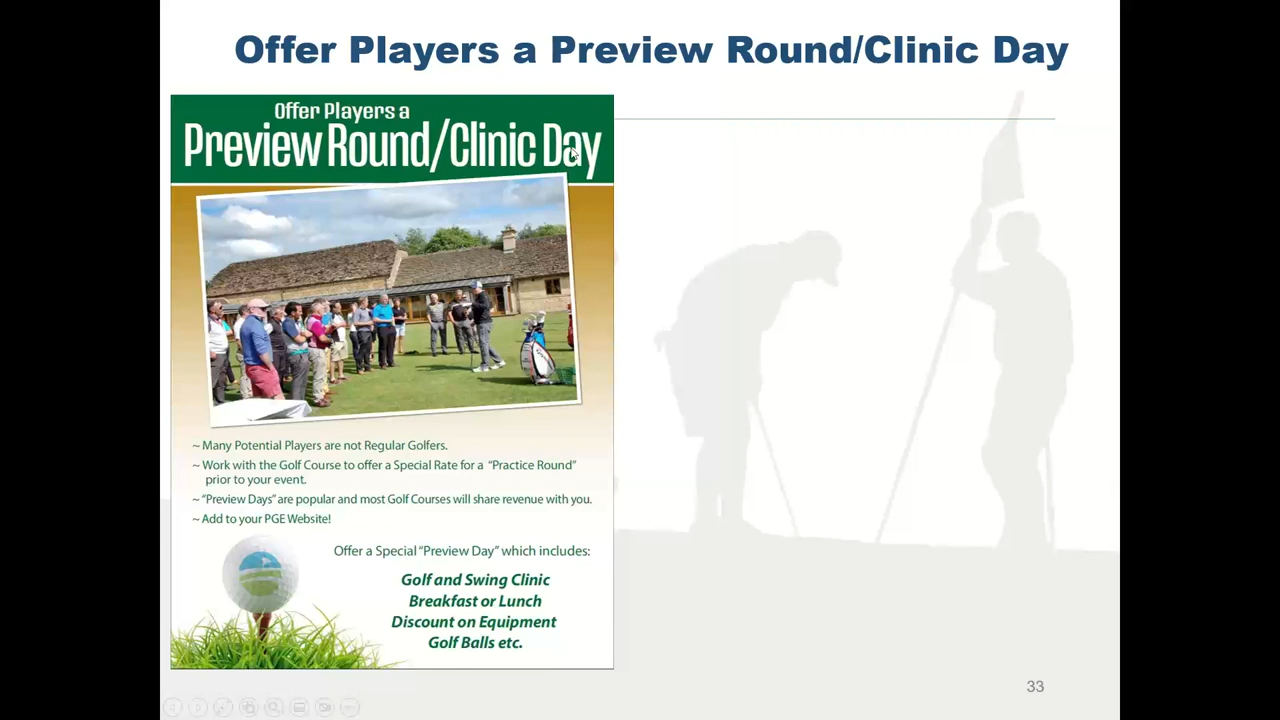 Offer Players a Preview Round/Clinic Day
Offer Players a
Preview Round/Clinic Day
~ Many Potential Players are not Regular Golfers.
~ Work with the Golf Course to offer a Special Rate for a "Practice Round"
prior to your event.
~ "Preview Days" are popular and most Golf Courses will share revenue with you.
~ Add to your PGE Website!
Offer a Special "Preview Day" which includes:
Golf and Swing Clinic
Breakfast or Lunch
Discount on Equipment
Golf Balls etc.
33